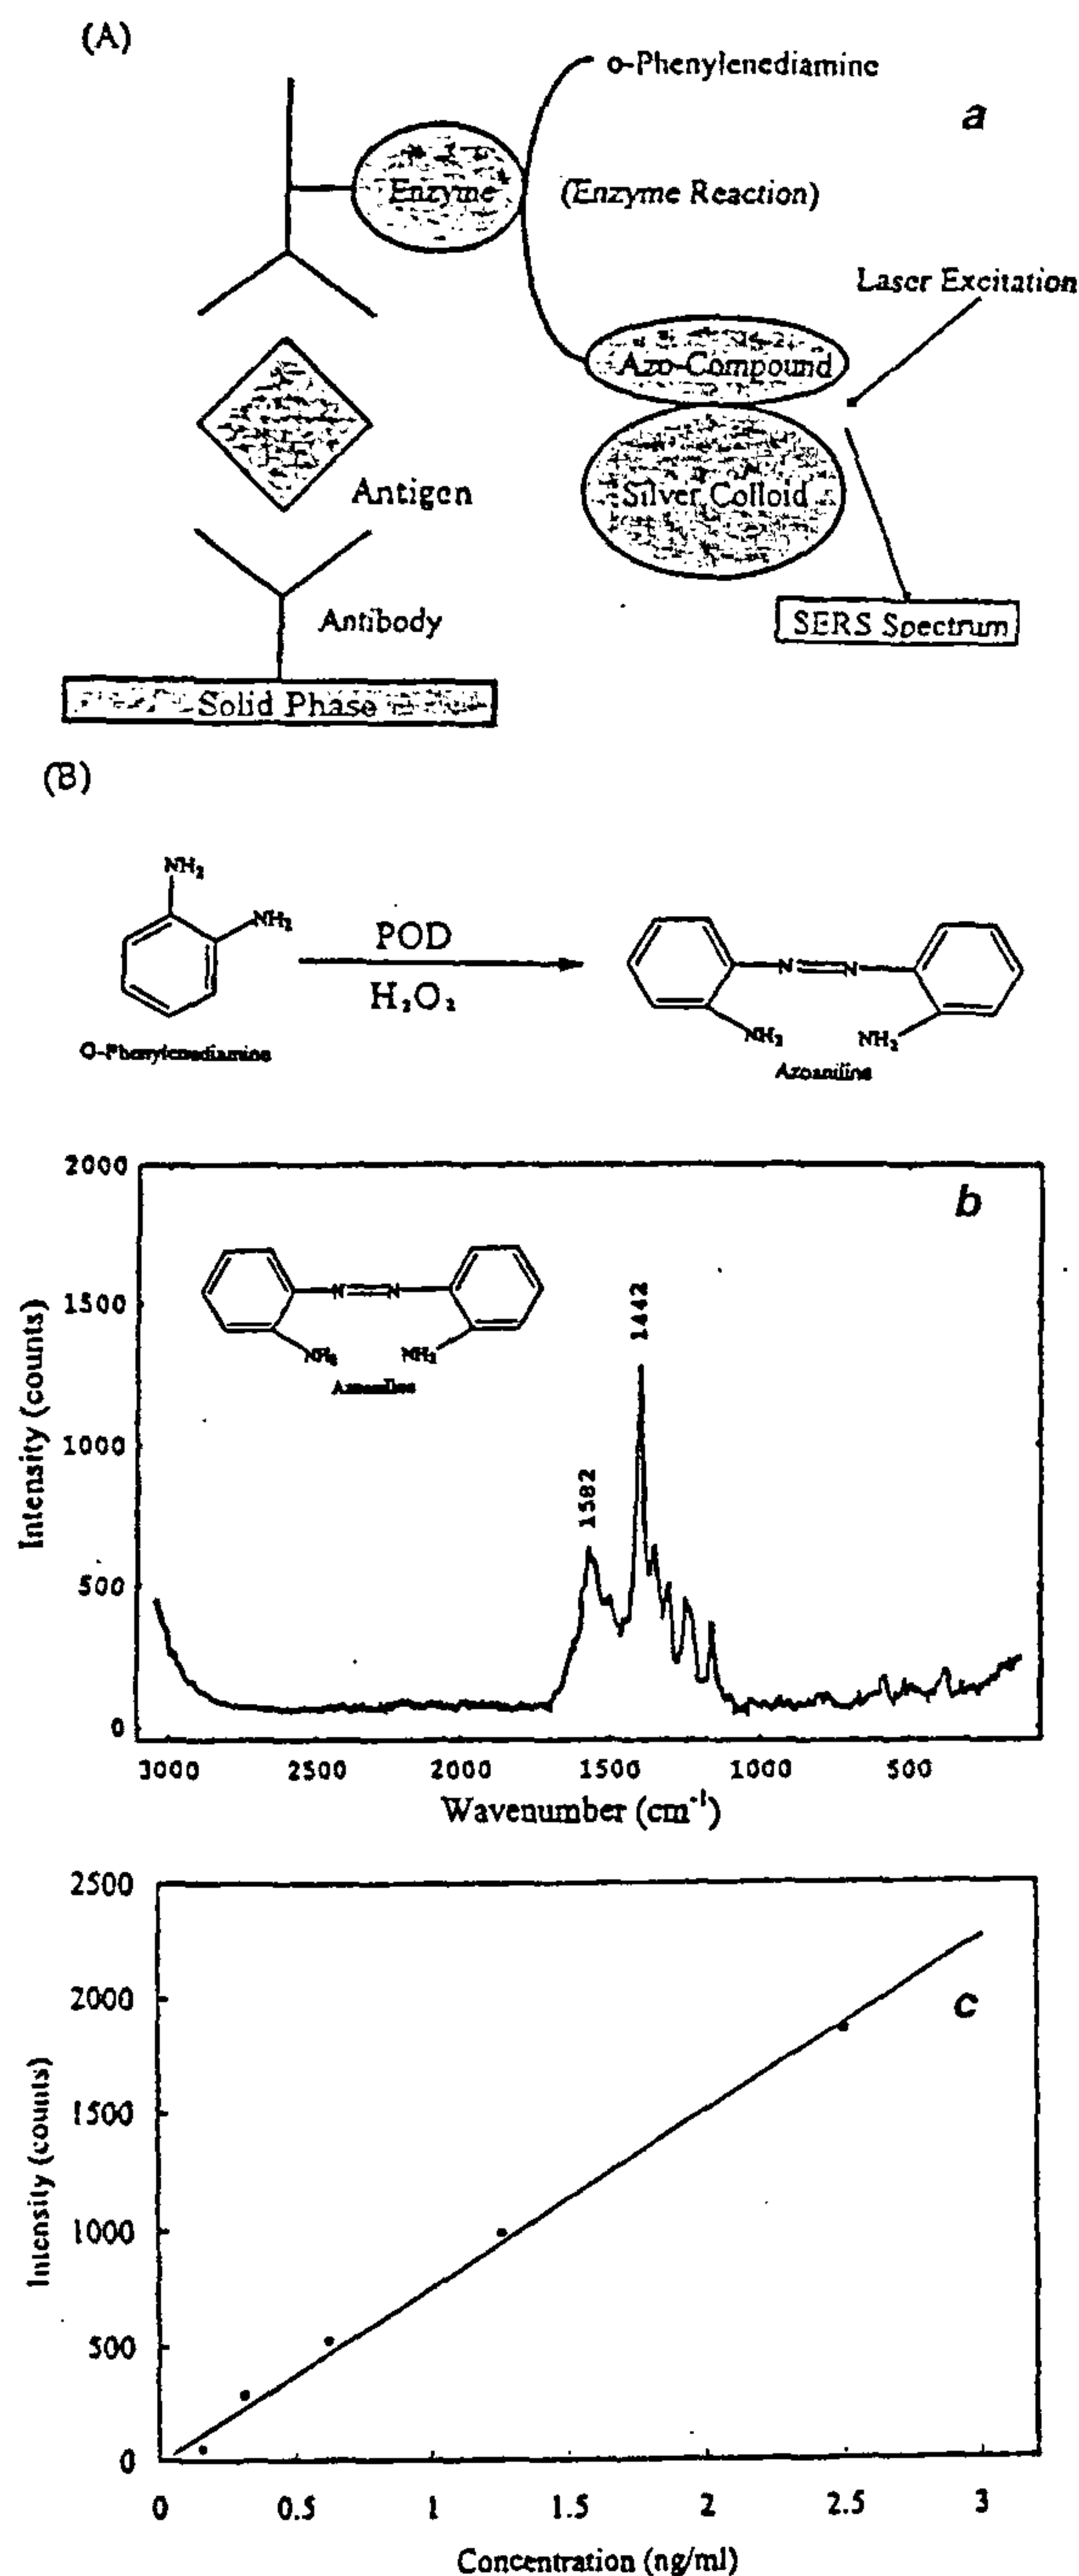 (A)
o-Phenylenediamine
a
Enzyme
(Enzyme Reaction)
Laser Excitation
Azo-Compound
Silver Colloid
Antigen
SERS Spectrum
Antibody
Solid Phase
(B)
NH₂
NH₂
POD
H₂O₂
N N
NH₂ NH₂
O-Phenylenediamine
Azoaniline
b
2000
1500
1000
500
0
Intensity (counts)
N N
NH₂ NH₂
Azoaniline
1582
1442
3000 2500 2000 1500 1000 500
Wavenumber (cm⁻¹)
c
2500
2000
1500
1000
500
0
Intensity (counts)
0 0.5 1 1.5 2 2.5 3
Concentration (ng/ml)